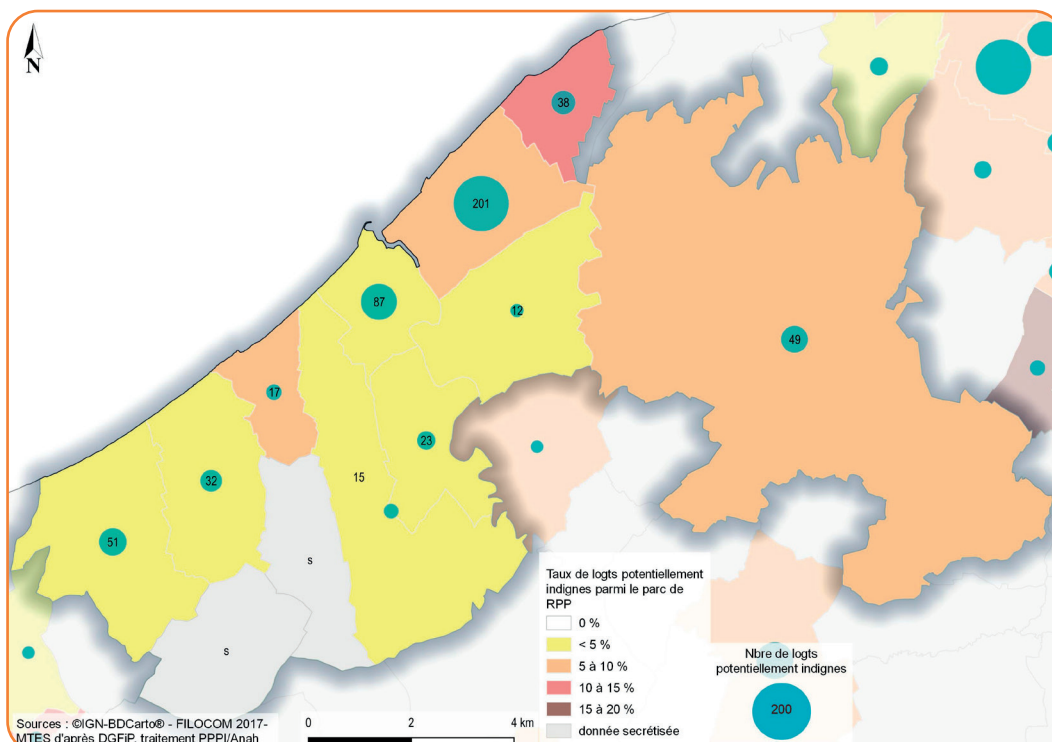 N
38
201
87
12
49
17
23
32
15
51
s
s
Taux de logts potentiellement
indignes parmi le parc de
RPP
0 %
< 5 %
5 à 10 %
10 à 15 %
15 à 20 %
donnée secrétisée
Nbre de logts
potentiellement indignes
200
Sources : ©IGN-BDCarto® - FILOCOM 2017-
MTES d'après DGFiP, traitement PPPI/Anah
0 2 4 km